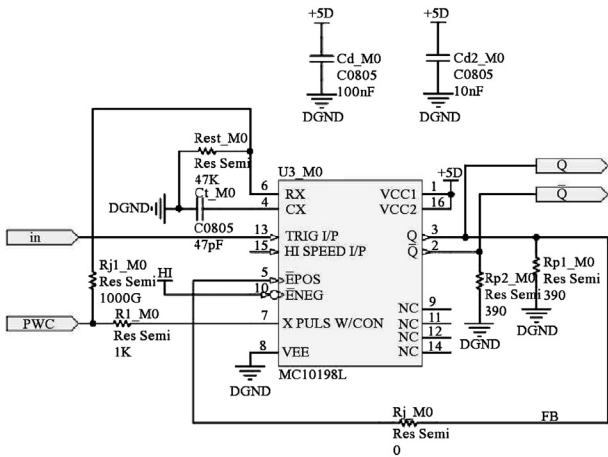 +5D
Cd_M0
C0805
100nF
DGND
+5D
Cd2_M0
C0805
10nF
DGND
Rest_M0
Res Semi
47K
Ct_M0
C0805
47pF
DGND
U3_M0
6 RX
4 CX
13 TRIG I/P
15 HI SPEED I/P
5 EPOS
10 ENEG
7 X PULS W/CON
8 VEE
VCC1 1
VCC2 16
Q 3
Q̅ 2
NC 9
NC 11
NC 12
NC 14
MC10198L
+5D
Q
Q̅
in
HI
Rj1_M0
Res Semi
1000G
PWC
R1_M0
Res Semi
1K
DGND
Rp2_M0
Res Semi
390
DGND
Rp1_M0
Res Semi
390
DGND
Rj_M0
Res Semi
0
FB